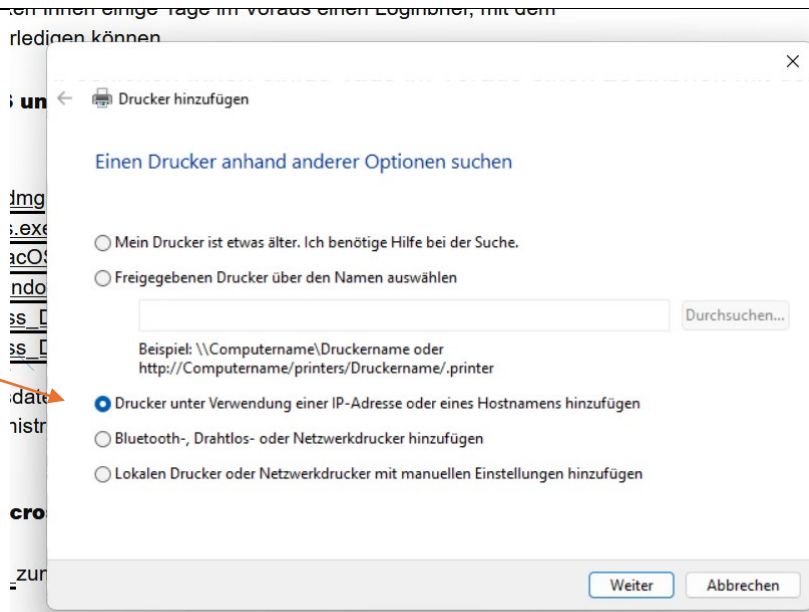 rledigen können
Drucker hinzufügen
Einen Drucker anhand anderer Optionen suchen
Mein Drucker ist etwas älter. Ich benötige Hilfe bei der Suche.
Freigegebenen Drucker über den Namen auswählen
Durchsuchen...
Beispiel: \\Computername\Druckername oder
http://Computername/printers/Druckername/.printer
Drucker unter Verwendung einer IP-Adresse oder eines Hostnamens hinzufügen
Bluetooth-, Drahtlos- oder Netzwerkdrucker hinzufügen
Lokalen Drucker oder Netzwerkdrucker mit manuellen Einstellungen hinzufügen
Weiter Abbrechen